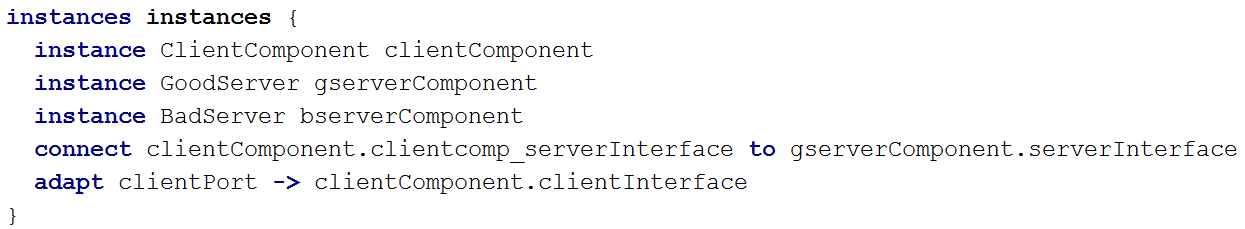 instances instances {
instance ClientComponent clientComponent
instance GoodServer gserverComponent
instance BadServer bserverComponent
connect clientComponent.clientcomp_serverInterface to gserverComponent.serverInterface
adapt clientPort -> clientComponent.clientInterface
}